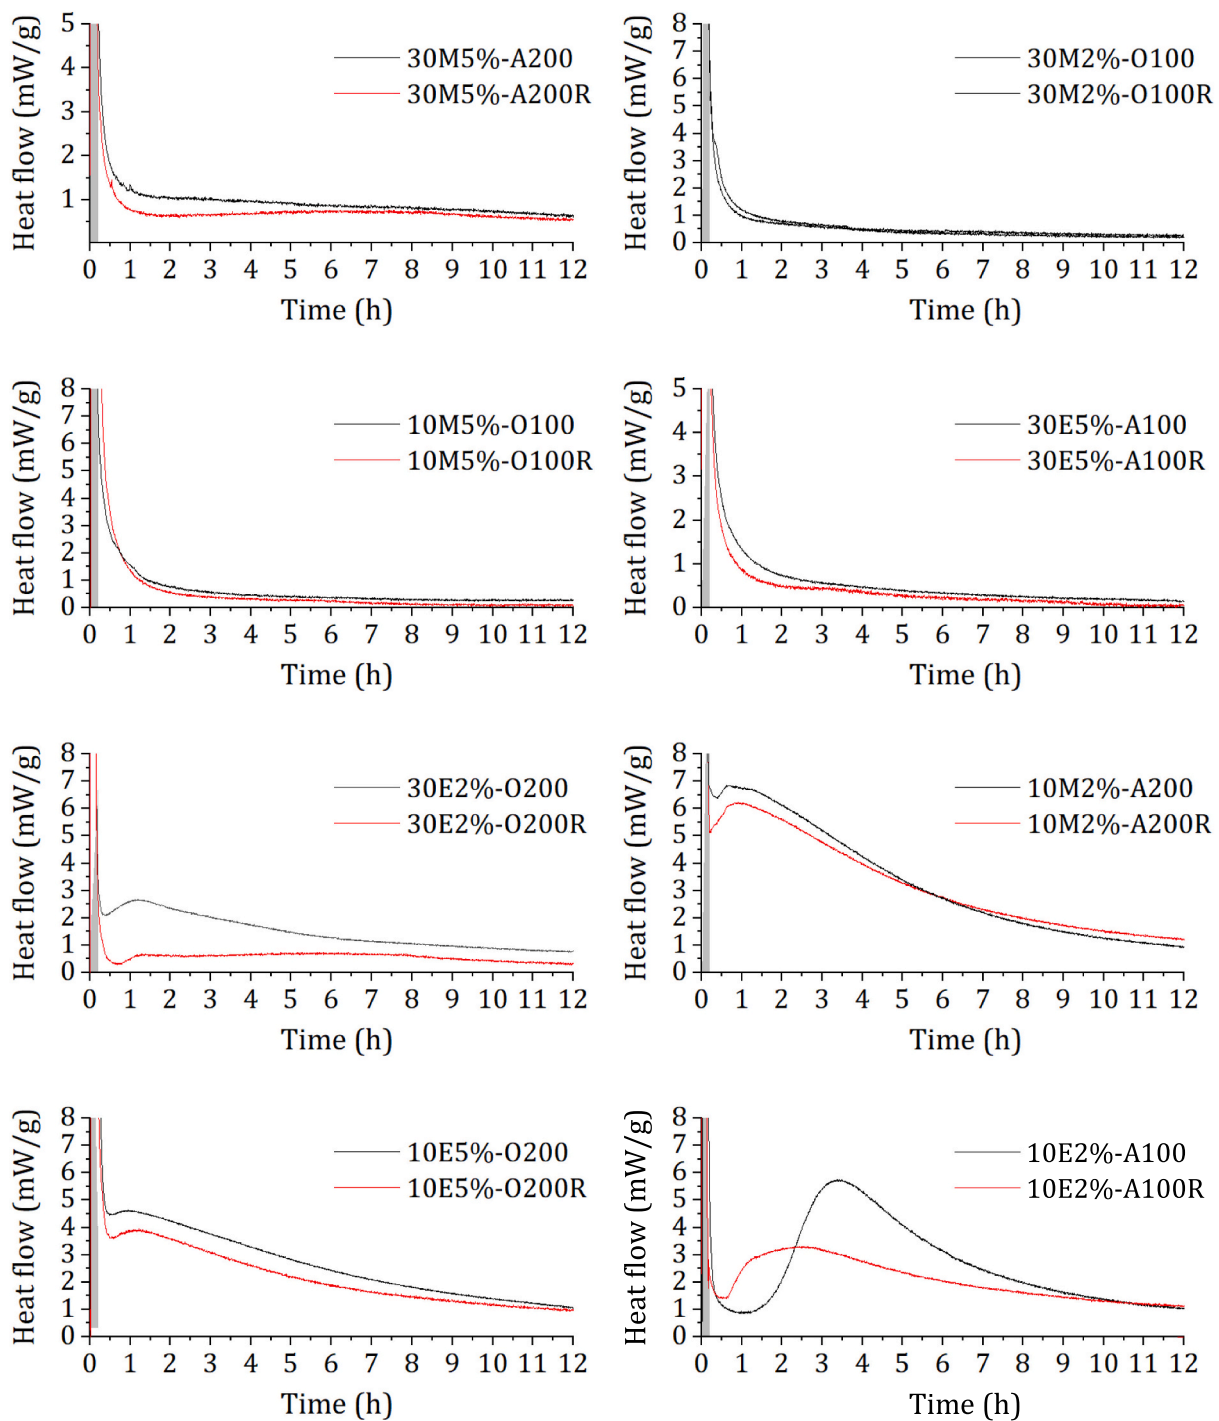 Heat flow (mW/g)
5
4
3
2
1
30M5%-A200
30M5%-A200R
0 1 2 3 4 5 6 7 8 9 10 11 12
Time (h)
Heat flow (mW/g)
8
7
6
5
4
3
2
1
0
30M2%-O100
30M2%-O100R
0 1 2 3 4 5 6 7 8 9 10 11 12
Time (h)
Heat flow (mW/g)
8
7
6
5
4
3
2
1
0
10M5%-O100
10M5%-O100R
0 1 2 3 4 5 6 7 8 9 10 11 12
Time (h)
Heat flow (mW/g)
5
4
3
2
1
0
30E5%-A100
30E5%-A100R
0 1 2 3 4 5 6 7 8 9 10 11 12
Time (h)
Heat flow (mW/g)
8
7
6
5
4
3
2
1
0
30E2%-O200
30E2%-O200R
0 1 2 3 4 5 6 7 8 9 10 11 12
Time (h)
Heat flow (mW/g)
8
7
6
5
4
3
2
1
0
10M2%-A200
10M2%-A200R
0 1 2 3 4 5 6 7 8 9 10 11 12
Time (h)
Heat flow (mW/g)
8
7
6
5
4
3
2
1
0
10E5%-O200
10E5%-O200R
0 1 2 3 4 5 6 7 8 9 10 11 12
Time (h)
Heat flow (mW/g)
8
7
6
5
4
3
2
1
0
10E2%-A100
10E2%-A100R
0 1 2 3 4 5 6 7 8 9 10 11 12
Time (h)